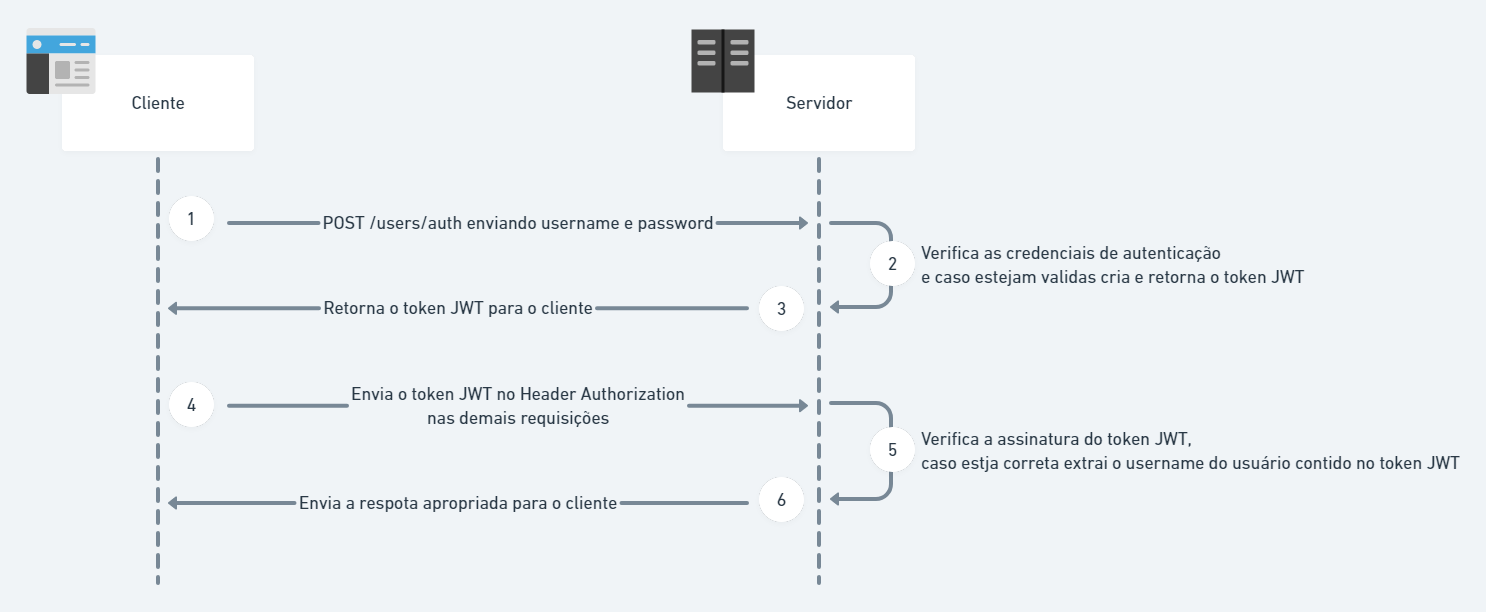 Cliente
Servidor
1
POST /users/auth enviando username e password
2
Verifica as credenciais de autenticação
e caso estejam validas cria e retorna o token JWT
Retorna o token JWT para o cliente
3
4
Envia o token JWT no Header Authorization
nas demais requisições
5
Verifica a assinatura do token JWT,
caso estja correta extrai o username do usuário contido no token JWT
Envia a respota apropriada para o cliente
6